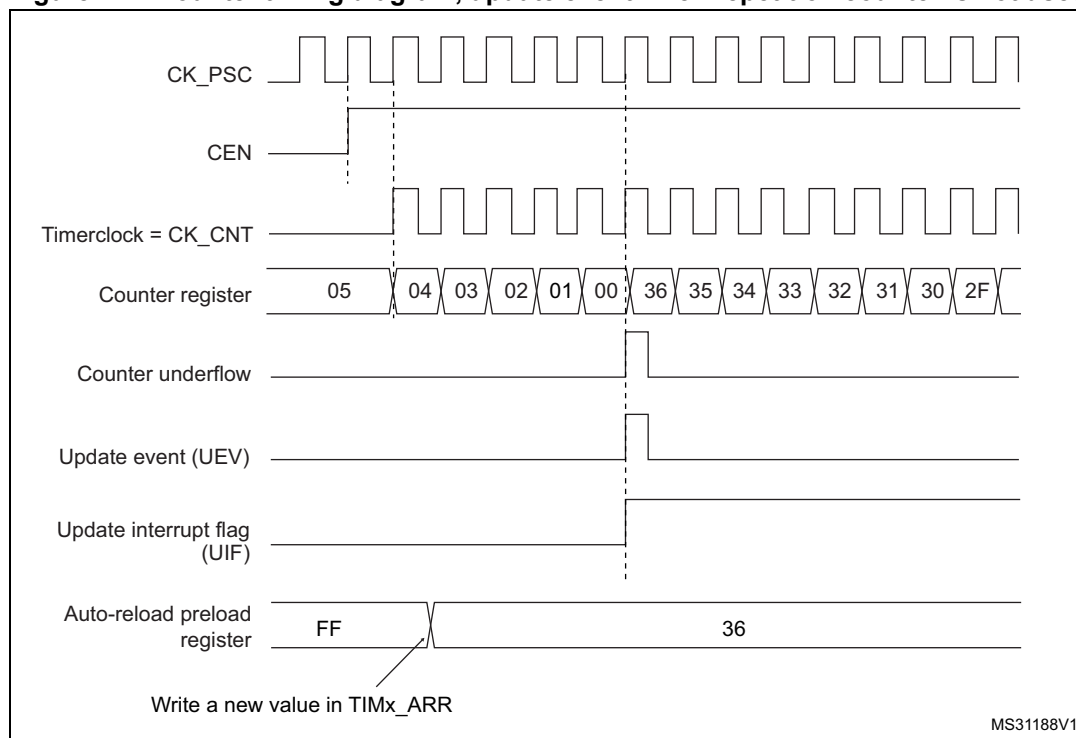 CK_PSC
CEN
Timerclock = CK_CNT
Counter register 05 04 03 02 01 00 36 35 34 33 32 31 30 2F
Counter underflow
Update event (UEV)
Update interrupt flag
(UIF)
Auto-reload preload
register FF 36
Write a new value in TIMx_ARR
MS31188V1